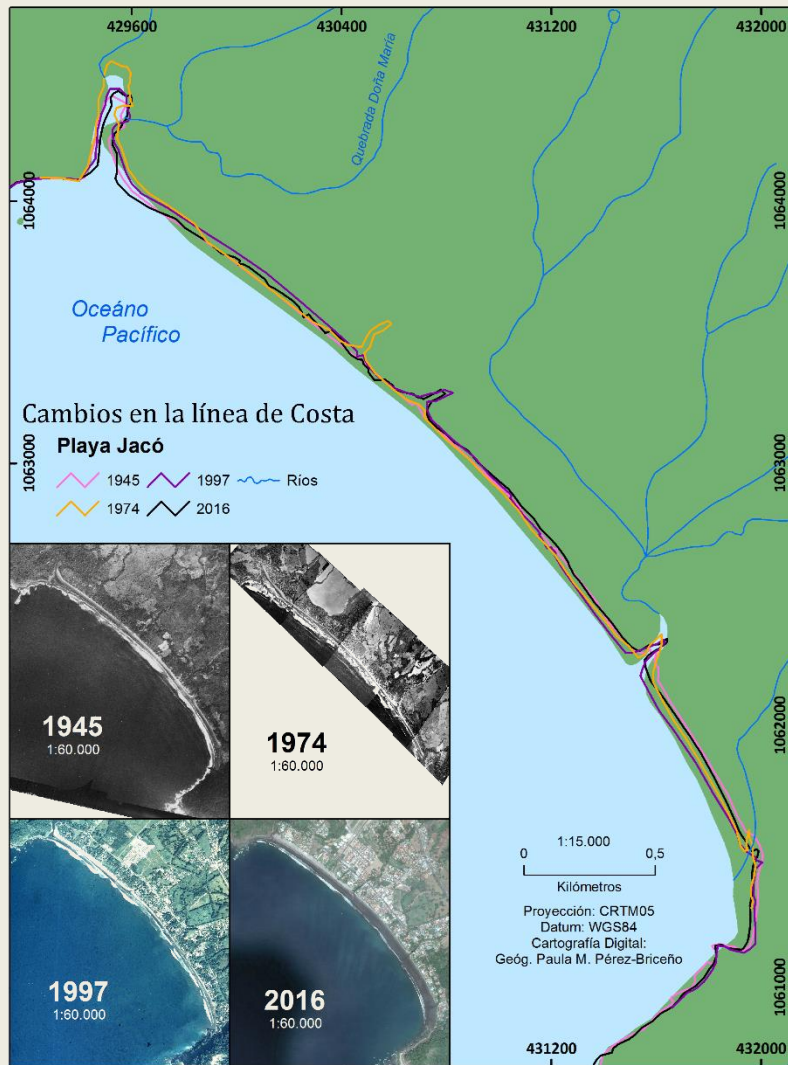 429600
430400
431200
432000
Quebrada Doña María
1064000
1064000
Oceáno
Pacífico
Cambios en la línea de Costa
Playa Jacó
1945
1997
Ríos
1974
2016
1063000
1063000
1945
1:60.000
1974
1:60.000
1062000
1:15.000
0
0,5
Kilómetros
Proyección: CRTM05
Datum: WGS84
Cartografía Digital:
Geóg. Paula M. Pérez-Briceño
1997
1:60.000
2016
1:60.000
1061000
431200
432000